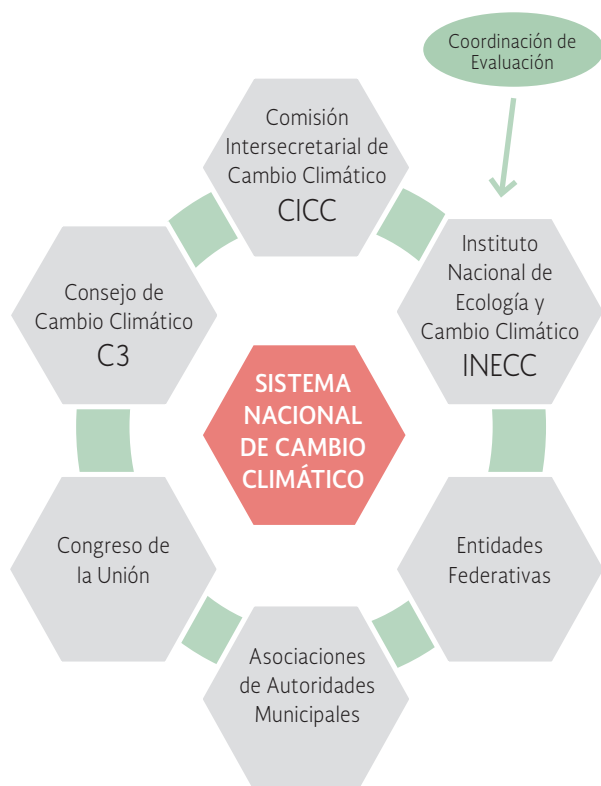 Coordinación de
Evaluación
Comisión
Intersecretarial de
Cambio Climático
CICC
Instituto
Nacional de
Ecología y
Cambio Climático
INECC
Consejo de
Cambio Climático
C3
SISTEMA
NACIONAL
DE CAMBIO
CLIMÁTICO
Congreso de
la Unión
Entidades
Federativas
Asociaciones
de Autoridades
Municipales